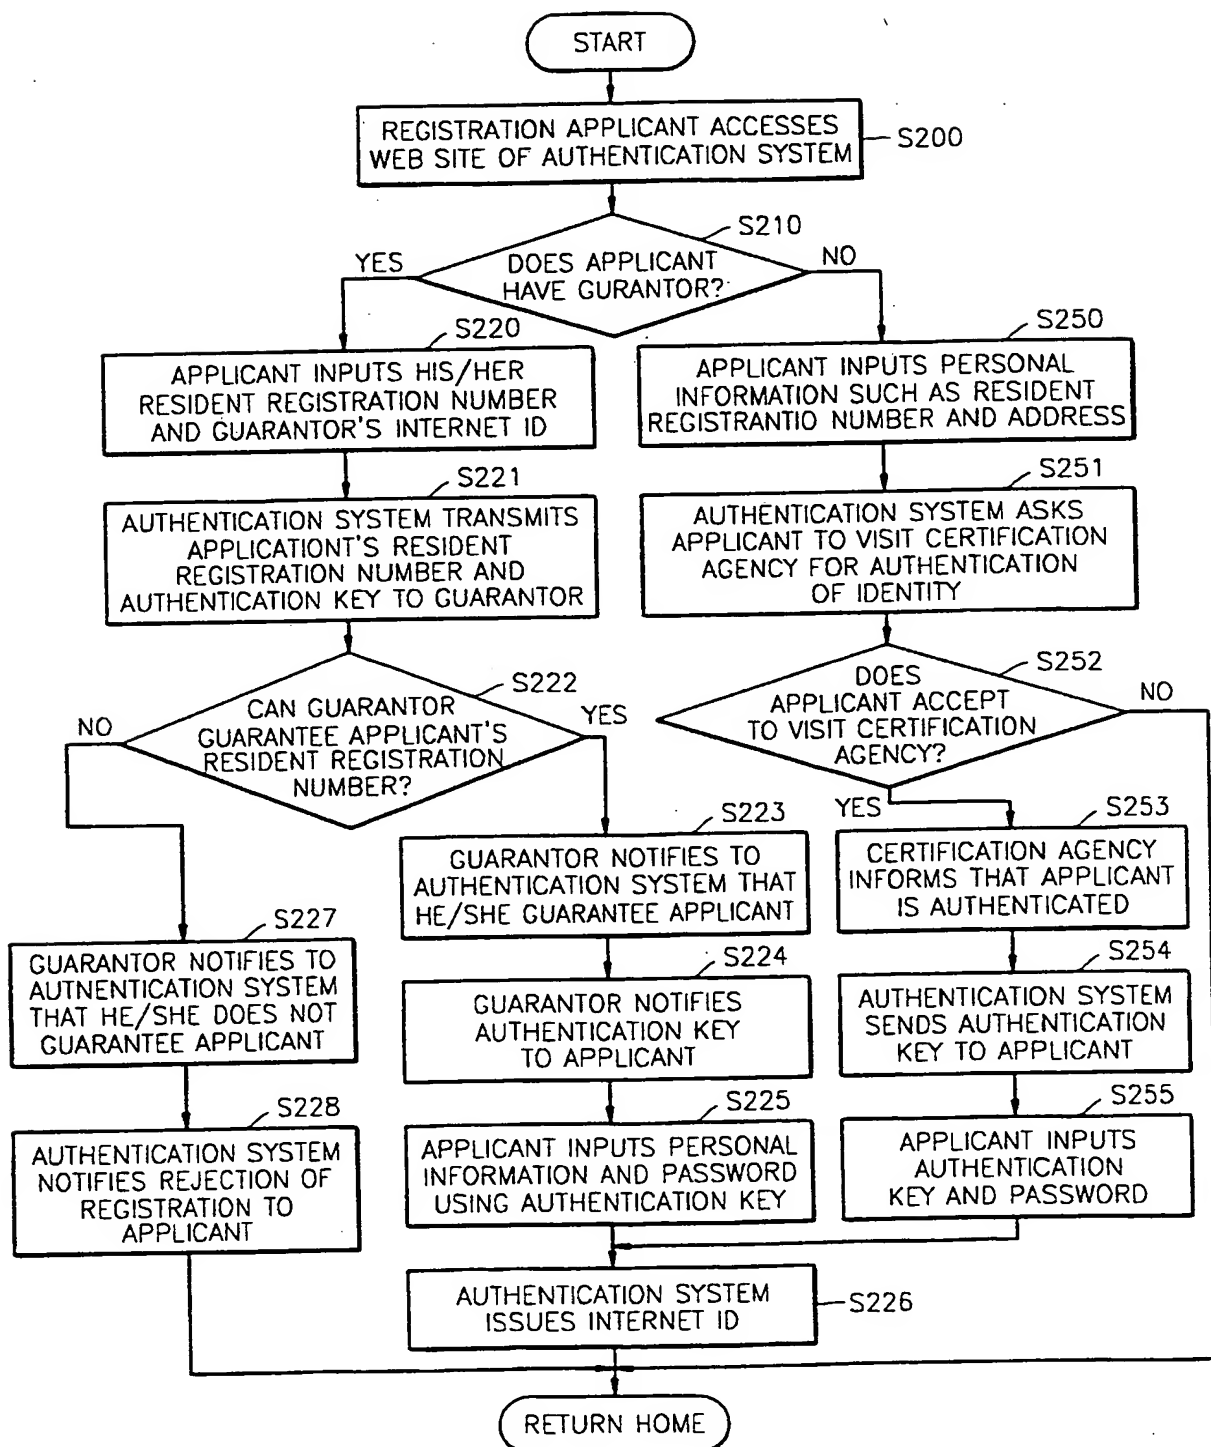 START
REGISTRATION APPLICANT ACCESSES
WEB SITE OF AUTHENTICATION SYSTEM
S200
S210
YES
NO
DOES APPLICANT
HAVE GURANTOR?
S220
APPLICANT INPUTS HIS/HER
RESIDENT REGISTRATION NUMBER
AND GUARANTOR'S INTERNET ID
S250
APPLICANT INPUTS PERSONAL
INFORMATION SUCH AS RESIDENT
REGISTRANTIO NUMBER AND ADDRESS
S221
AUTHENTICATION SYSTEM TRANSMITS
APPLICATIONT'S RESIDENT
REGISTRATION NUMBER AND
AUTHENTICATION KEY TO GUARANTOR
S251
AUTHENTICATION SYSTEM ASKS
APPLICANT TO VISIT CERTIFICATION
AGENCY FOR AUTHENTICATION
OF IDENTITY
S222
NO
YES
CAN GUARANTOR
GUARANTEE APPLICANT'S
RESIDENT REGISTRATION
NUMBER?
S252
NO
DOES
APPLICANT ACCEPT
TO VISIT CERTIFICATION
AGENCY?
YES
S223
GUARANTOR NOTIFIES TO
AUTHENTICATION SYSTEM THAT
HE/SHE GUARANTEE APPLICANT
S253
CERTIFICATION AGENCY
INFORMS THAT APPLICANT
IS AUTHENTICATED
S227
GUARANTOR NOTIFIES TO
AUTNENTICATION SYSTEM
THAT HE/SHE DOES NOT
GUARANTEE APPLICANT
S224
GUARANTOR NOTIFIES
AUTHENTICATION KEY
TO APPLICANT
S254
AUTHENTICATION SYSTEM
SENDS AUTHENTICATION
KEY TO APPLICANT
S228
AUTHENTICATION SYSTEM
NOTIFIES REJECTION OF
REGISTRATION TO
APPLICANT
S225
APPLICANT INPUTS PERSONAL
INFORMATION AND PASSWORD
USING AUTHENTICATION KEY
S255
APPLICANT INPUTS
AUTHENTICATION
KEY AND PASSWORD
AUTHENTICATION SYSTEM
ISSUES INTERNET ID
S226
RETURN HOME